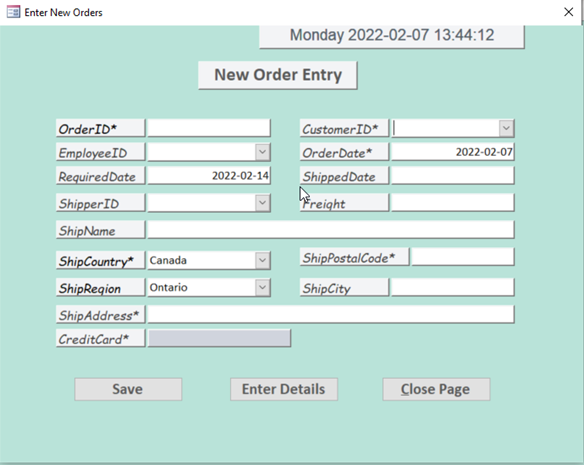 Enter New Orders
Monday 2022-02-07 13:44:12
New Order Entry
OrderID* CustomerID*
EmployeeID OrderDate* 2022-02-07
RequiredDate 2022-02-14 ShippedDate
ShipperID Freight
ShipName
ShipCountry* Canada ShipPostalCode*
ShipRegion Ontario ShipCity
ShipAddress*
CreditCard*
Save Enter Details Close Page